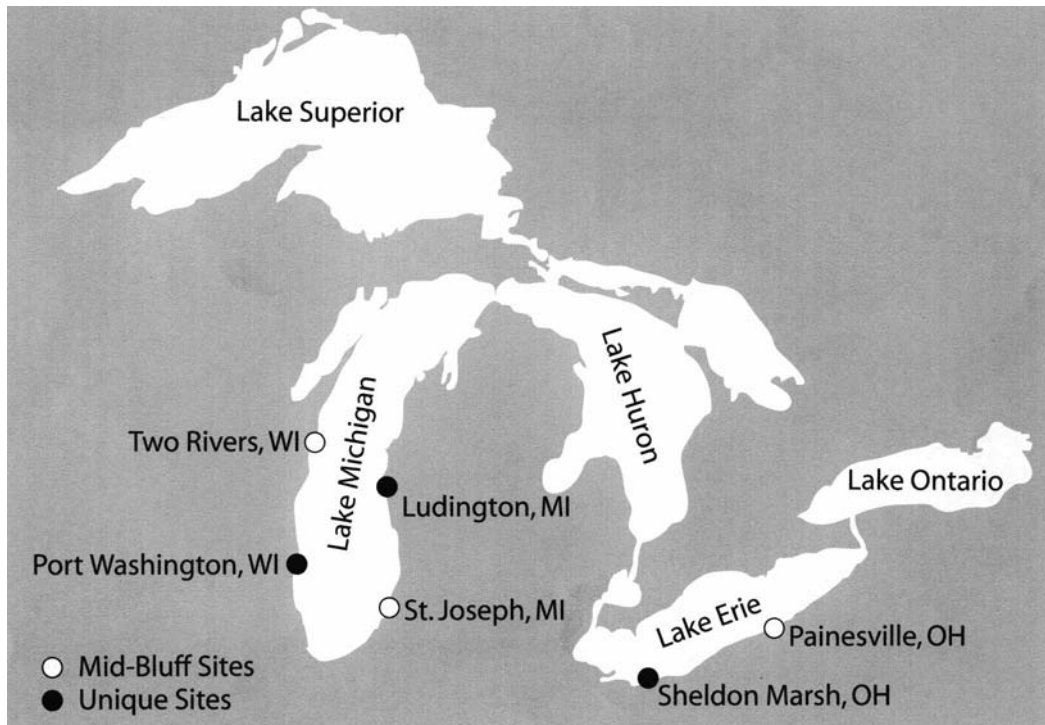 Lake Superior
Lake Michigan
Lake Huron
Two Rivers, WI
Ludington, MI
Lake Ontario
Port Washington, WI
St. Joseph, MI
Lake Erie
Painesville, OH
Mid-Bluff Sites
Unique Sites
Sheldon Marsh, OH